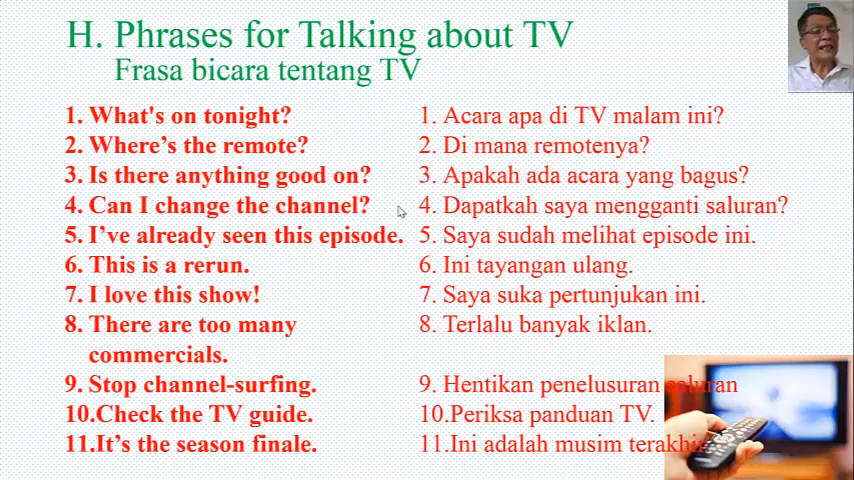 H. Phrases for Talking about TV
Frasa bicara tentang TV
1. What's on tonight?
2. Where's the remote?
3. Is there anything good on?
4. Can I change the channel?
5. I've already seen this episode.
6. This is a rerun.
7. I love this show!
8. There are too many
commercials.
9. Stop channel-surfing.
10.Check the TV guide.
11.It's the season finale.
1. Acara apa di TV malam ini?
2. Di mana remotenya?
3. Apakah ada acara yang bagus?
4. Dapatkah saya mengganti saluran?
5. Saya sudah melihat episode ini.
6. Ini tayangan ulang.
7. Saya suka pertunjukan ini.
8. Terlalu banyak iklan.
9. Hentikan penelusuran saluran
10.Periksa panduan TV.
11.Ini adalah musim terakhir